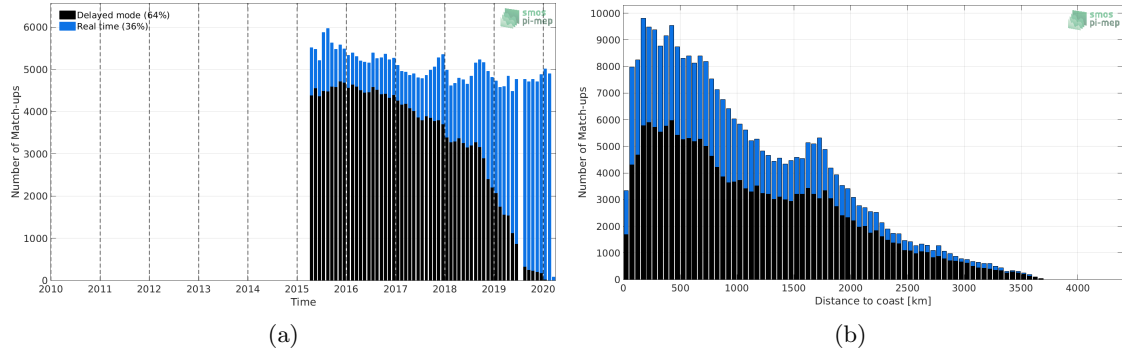 Delayed mode (64%)
Real time (36%)
smos
pi-mep
Number of Match-ups
6000
5000
4000
3000
2000
1000
0
2010 2011 2012 2013 2014 2015 2016 2017 2018 2019 2020
Time
(a)
smos
pi-mep
Number of Match-ups
10000
9000
8000
7000
6000
5000
4000
3000
2000
1000
0
0 500 1000 1500 2000 2500 3000 3500 4000
Distance to coast [km]
(b)